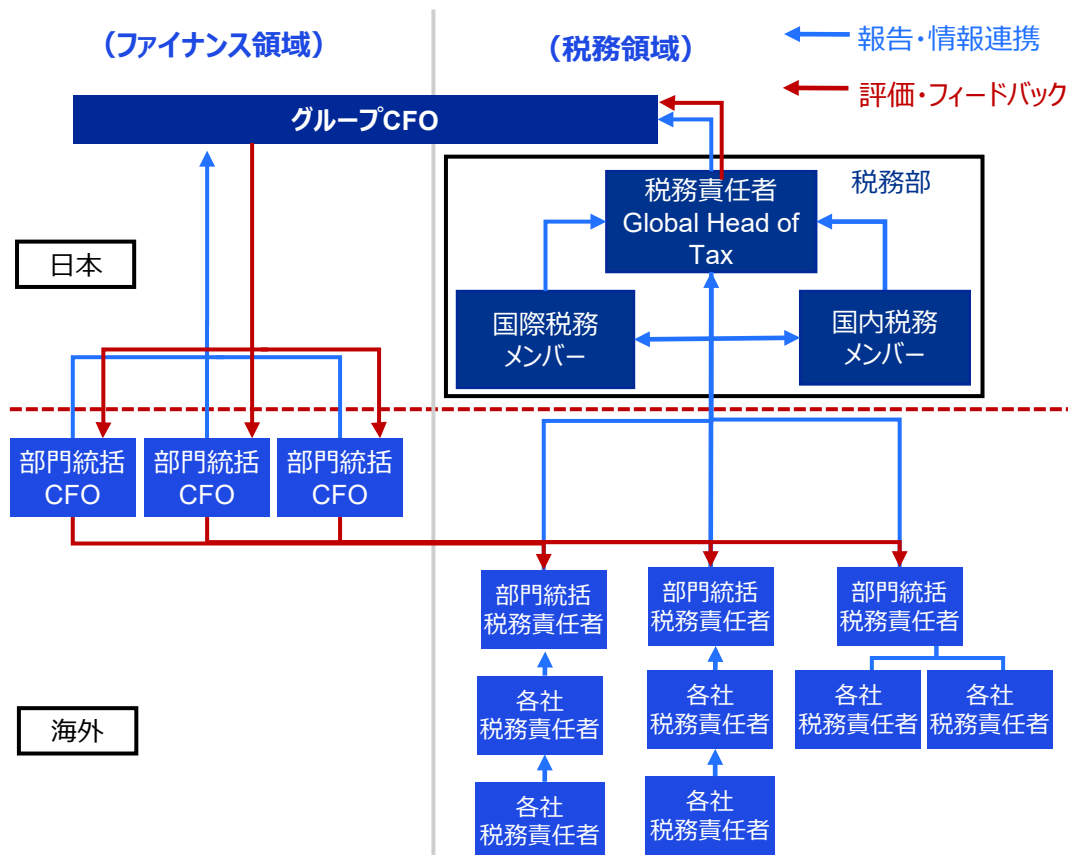 （ファイナンス領域）
（税務領域）
報告・情報連携
評価・フィードバック
グループCFO
税務部
税務責任者
Global Head of
Tax
日本
国際税務
メンバー
国内税務
メンバー
部門統括
CFO
部門統括
CFO
部門統括
CFO
部門統括
税務責任者
部門統括
税務責任者
部門統括
税務責任者
各社
税務責任者
各社
税務責任者
各社
税務責任者
各社
税務責任者
海外
各社
税務責任者
各社
税務責任者